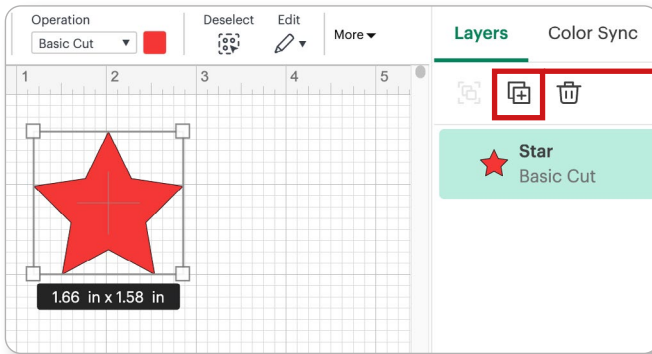 Operation
Deselect
Edit
More
Basic Cut
Layers
Color Sync
1 2 3 4 5
Star
Basic Cut
1.66 in x 1.58 in